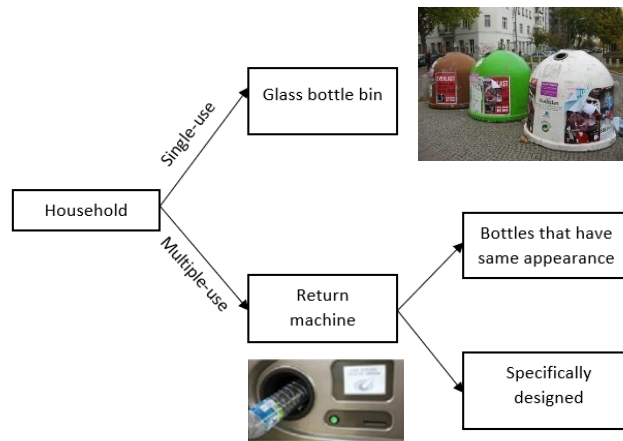 Glass bottle bin
Single-use
Household
Multiple-use
Return
machine
Bottles that have
same appearance
Specifically
designed